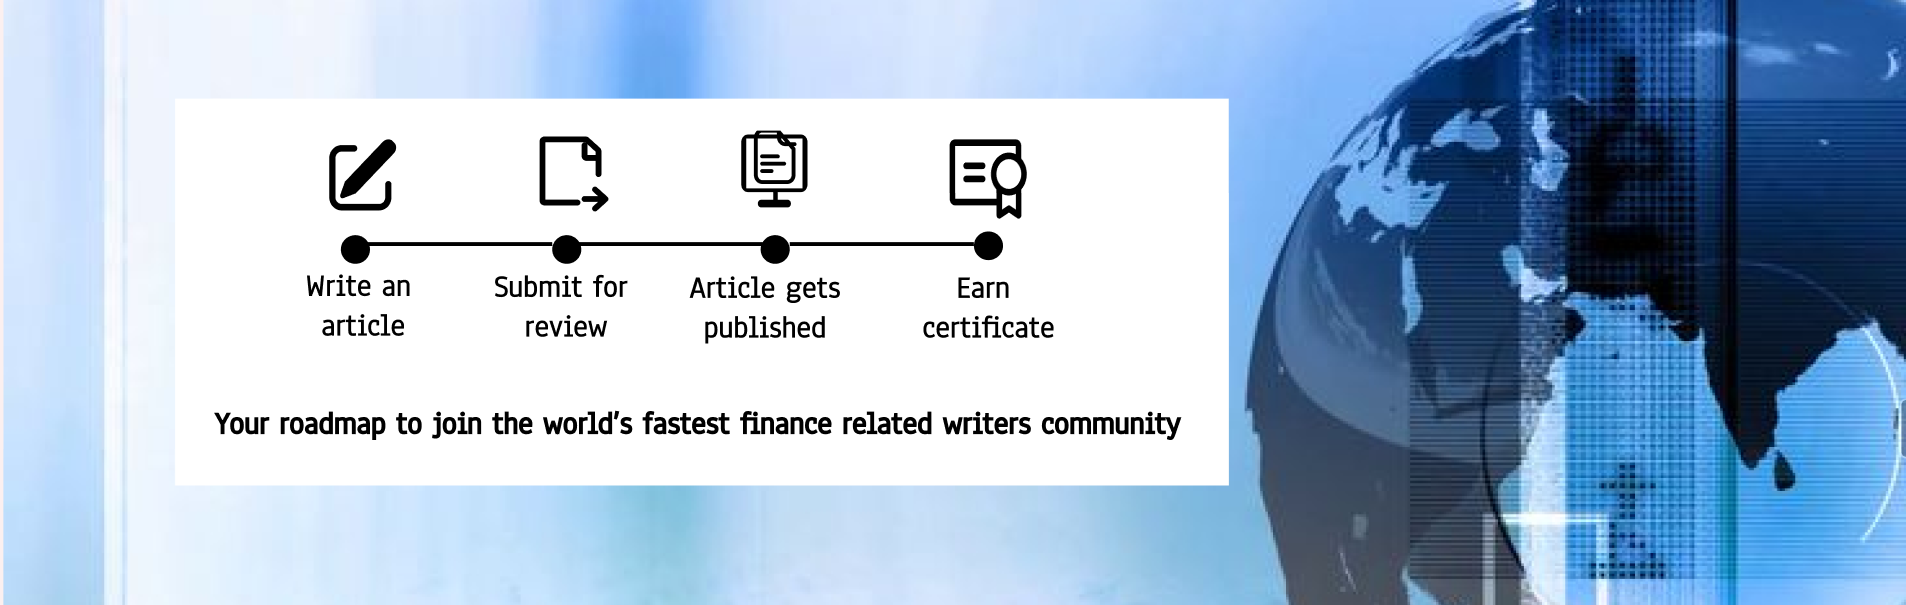 Write an
article
Submit for
review
Article gets
published
Earn
certificate
Your roadmap to join the world's fastest finance related writers community